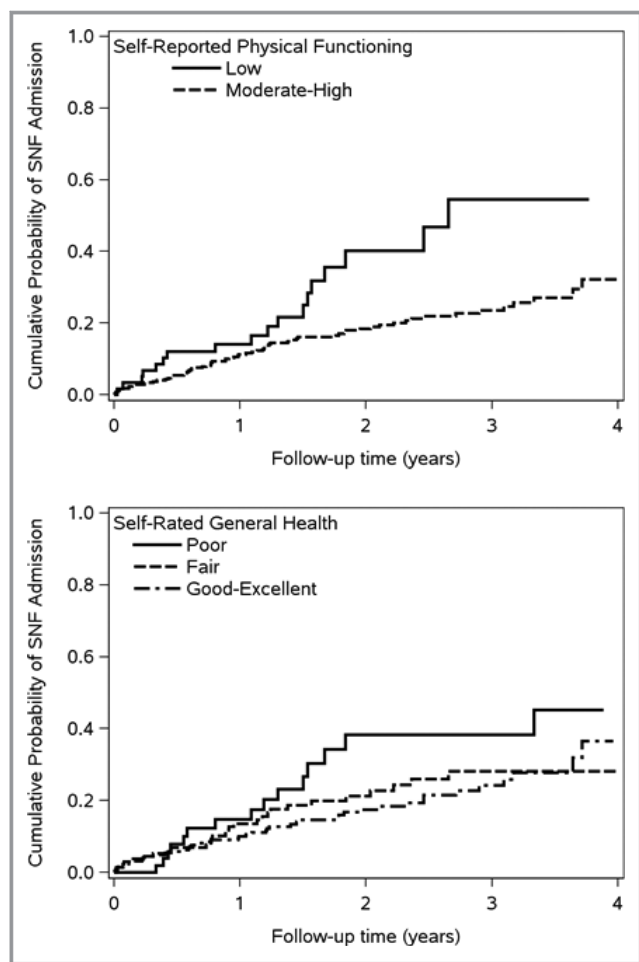 Self-Reported Physical Functioning
Low
Moderate-High
Cumulative Probability of SNF Admission
1.0
0.8
0.6
0.4
0.2
0.0
0 1 2 3 4
Follow-up time (years)
Self-Rated General Health
Poor
Fair
Good-Excellent
Cumulative Probability of SNF Admission
1.0
0.8
0.6
0.4
0.2
0.0
0 1 2 3 4
Follow-up time (years)